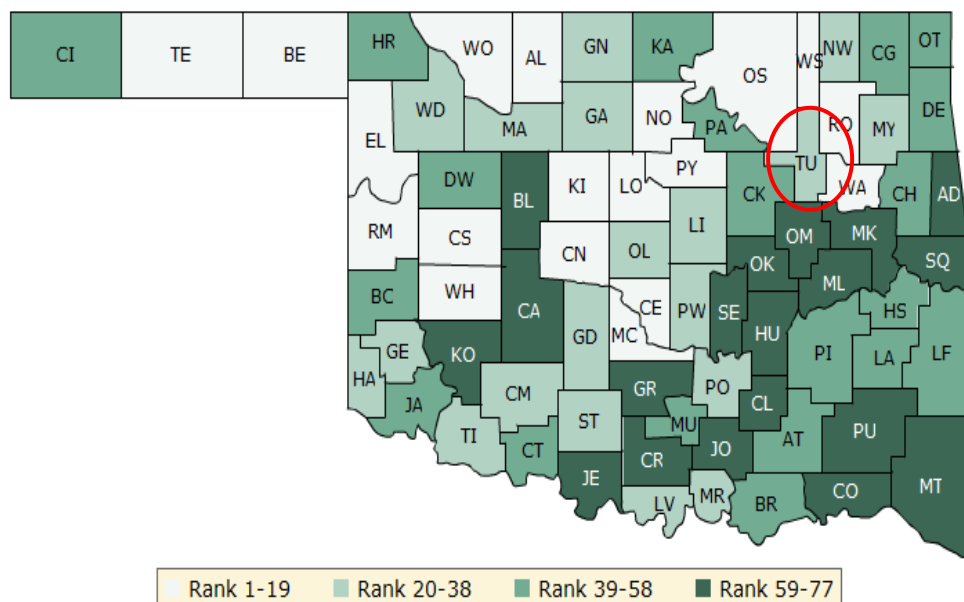 HR
CI TE BE WO AL GN KA OS WS NW CG OT
WD MA GA NO PA RO MY DE
EL
DW BL KI LO PY CK TU WA CH AD
RM CS CN OL LI OM MK SQ
BC WH CA CE PW SE OK ML HS
MC
GE KO GD HU PI LA LF
HA JA CM GR PO CL
TI CT ST MU AT PU
JE CR JO
LV MR BR CO MT
Rank 1-19 Rank 20-38 Rank 39-58 Rank 59-77